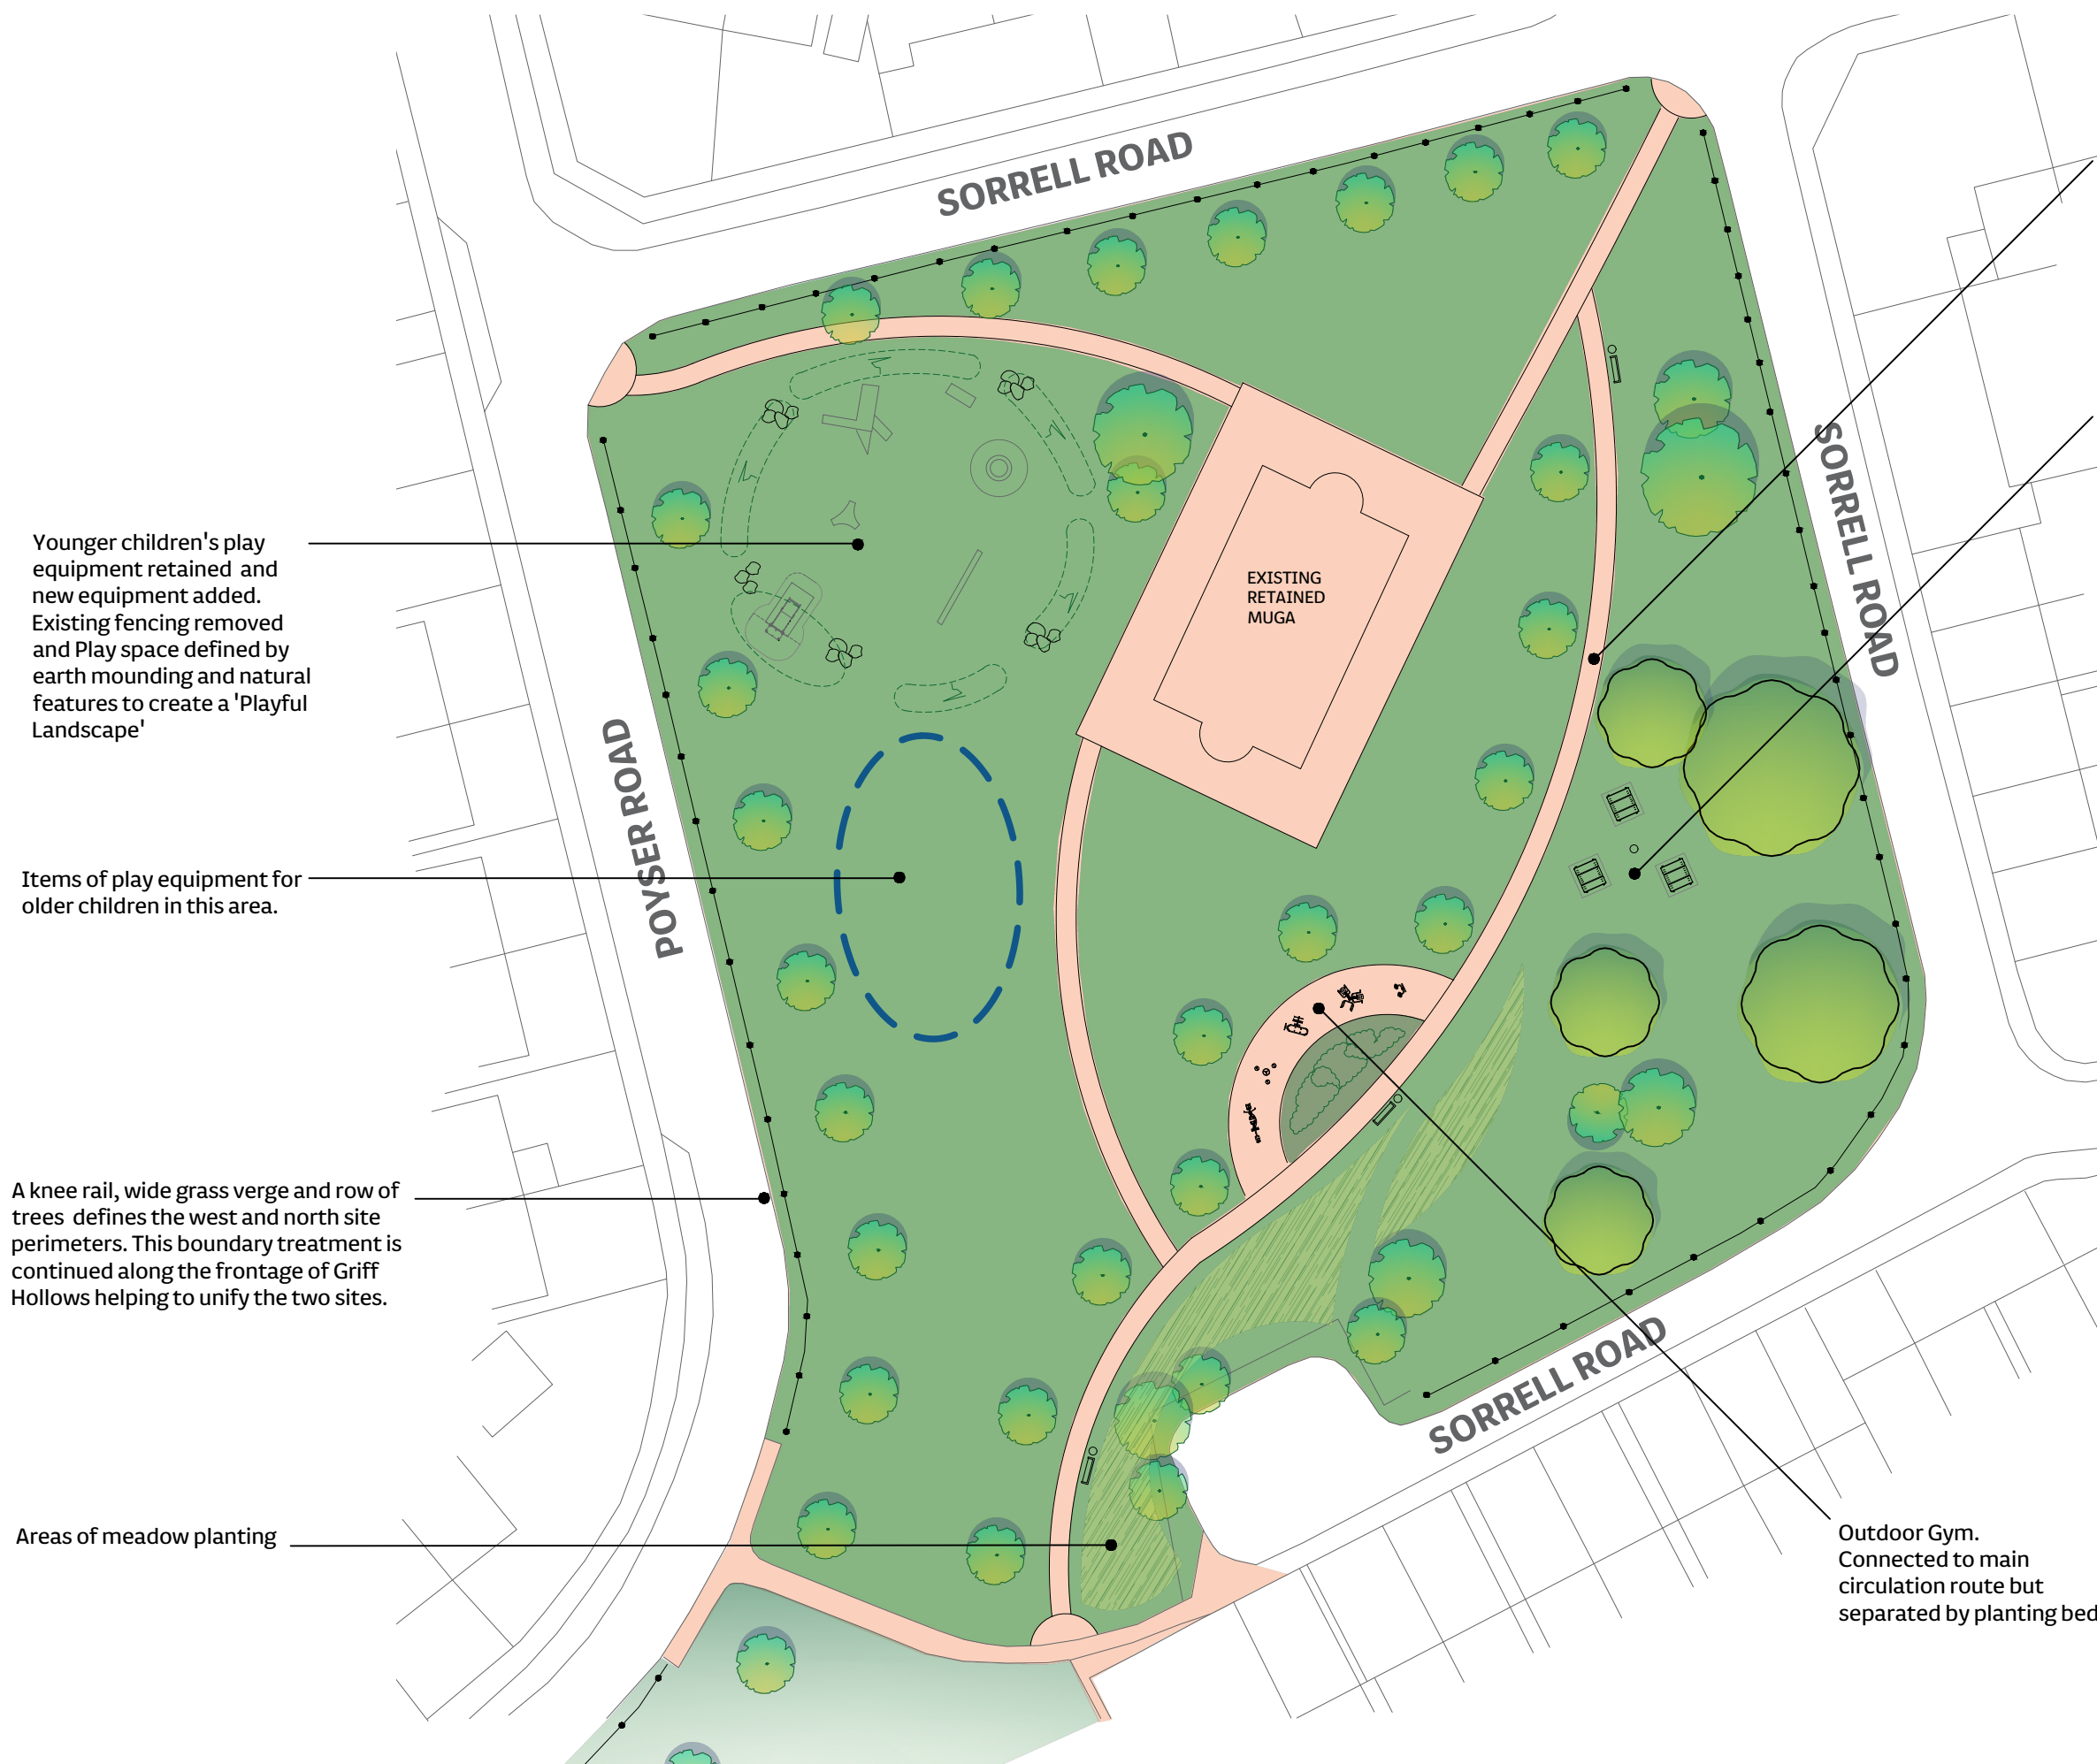 SORRELL ROAD
SORRELL ROAD
Younger children's play
equipment retained and
new equipment added.
Existing fencing removed
and Play space defined by
earth mounding and natural
features to create a 'Playful
Landscape'
EXISTING
RETAINED
MUGA
POYSER ROAD
Items of play equipment for
older children in this area.
A knee rail, wide grass verge and row of
trees defines the west and north site
perimeters. This boundary treatment is
continued along the frontage of Griff
Hollows helping to unify the two sites.
SORRELL ROAD
Areas of meadow planting
Outdoor Gym.
Connected to main
circulation route but
separated by planting bed